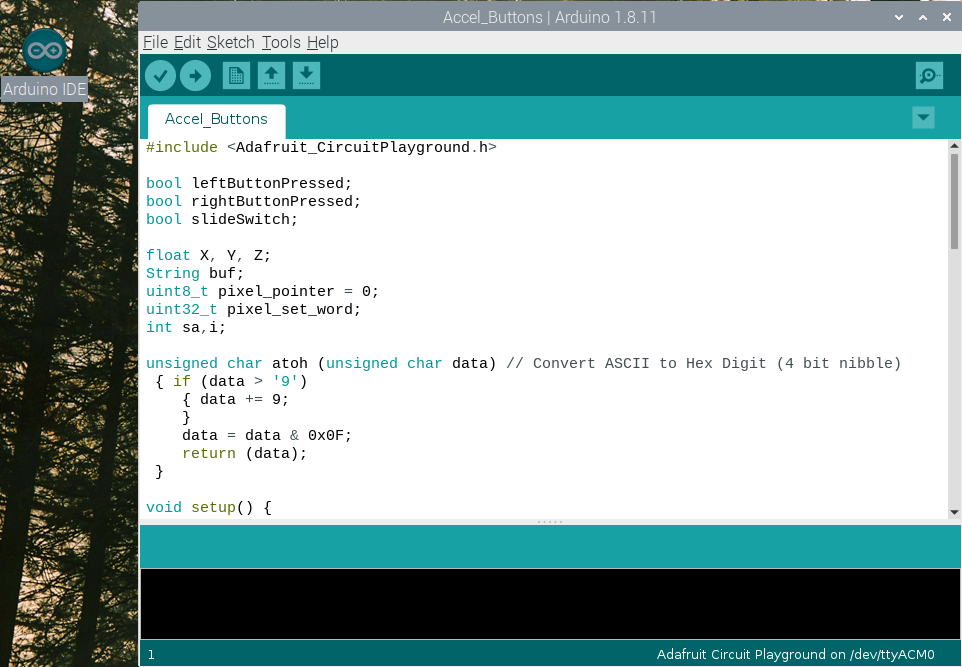 Accel_Buttons | Arduino 1.8.11
File Edit Sketch Tools Help
Arduino IDE
Accel_Buttons
#include <Adafruit_CircuitPlayground.h>
bool leftButtonPressed;
bool rightButtonPressed;
bool slideSwitch;
float X, Y, Z;
String buf;
uint8_t pixel_pointer = 0;
uint32_t pixel_set_word;
int sa,i;
unsigned char atoh (unsigned char data) // Convert ASCII to Hex Digit (4 bit nibble)
{ if (data > '9')
{ data += 9;
}
data = data & 0x0F;
return (data);
}
void setup() {
1
Adafruit Circuit Playground on /dev/ttyACM0